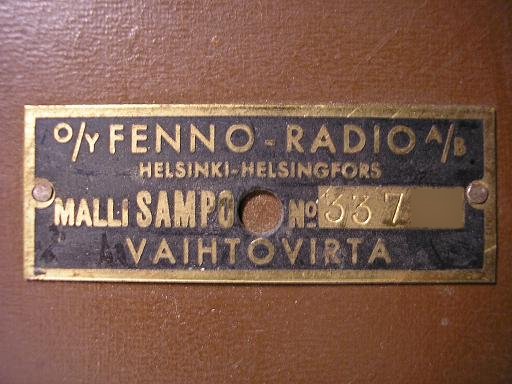 O/Y FENNO-RADIO A/B
HELSINKI-HELSINGFORS
MALLI SAMPO No 337
VAIHTOVIRTA